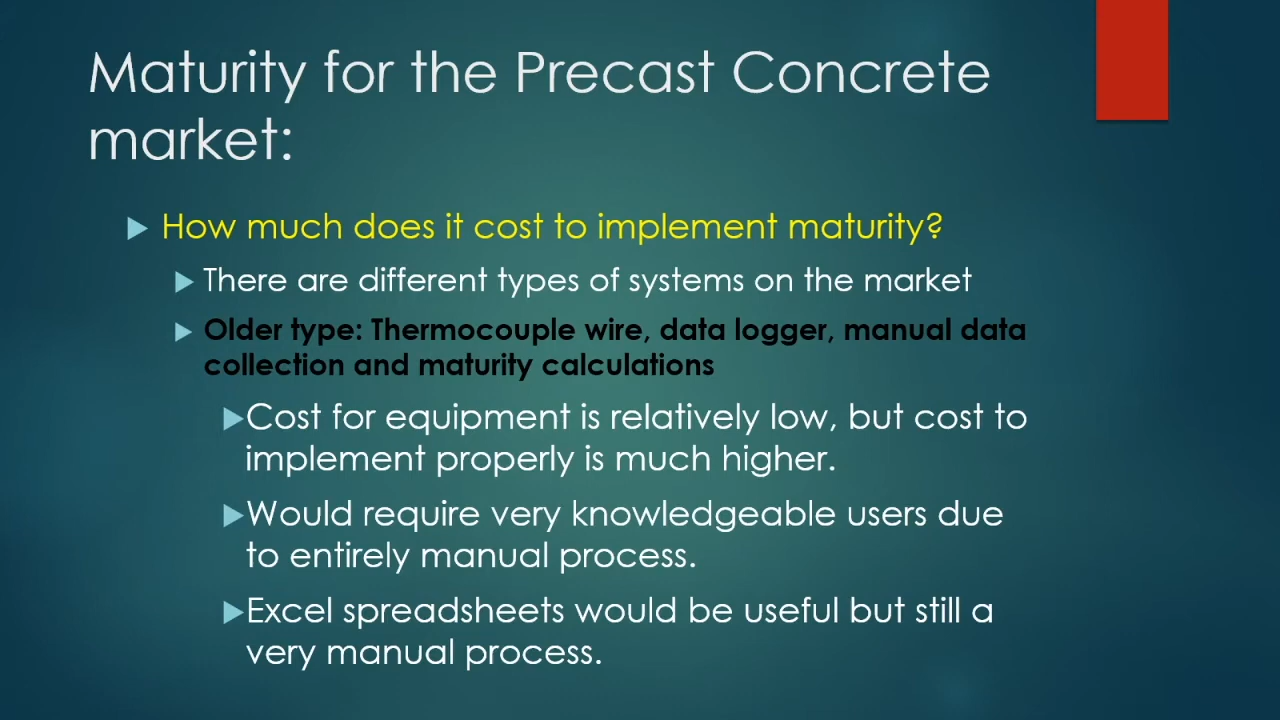 Maturity for the Precast Concrete
market:
How much does it cost to implement maturity?
There are different types of systems on the market
Older type: Thermocouple wire, data logger, manual data
collection and maturity calculations
Cost for equipment is relatively low, but cost to
implement properly is much higher.
Would require very knowledgeable users due
to entirely manual process.
Excel spreadsheets would be useful but still a
very manual process.